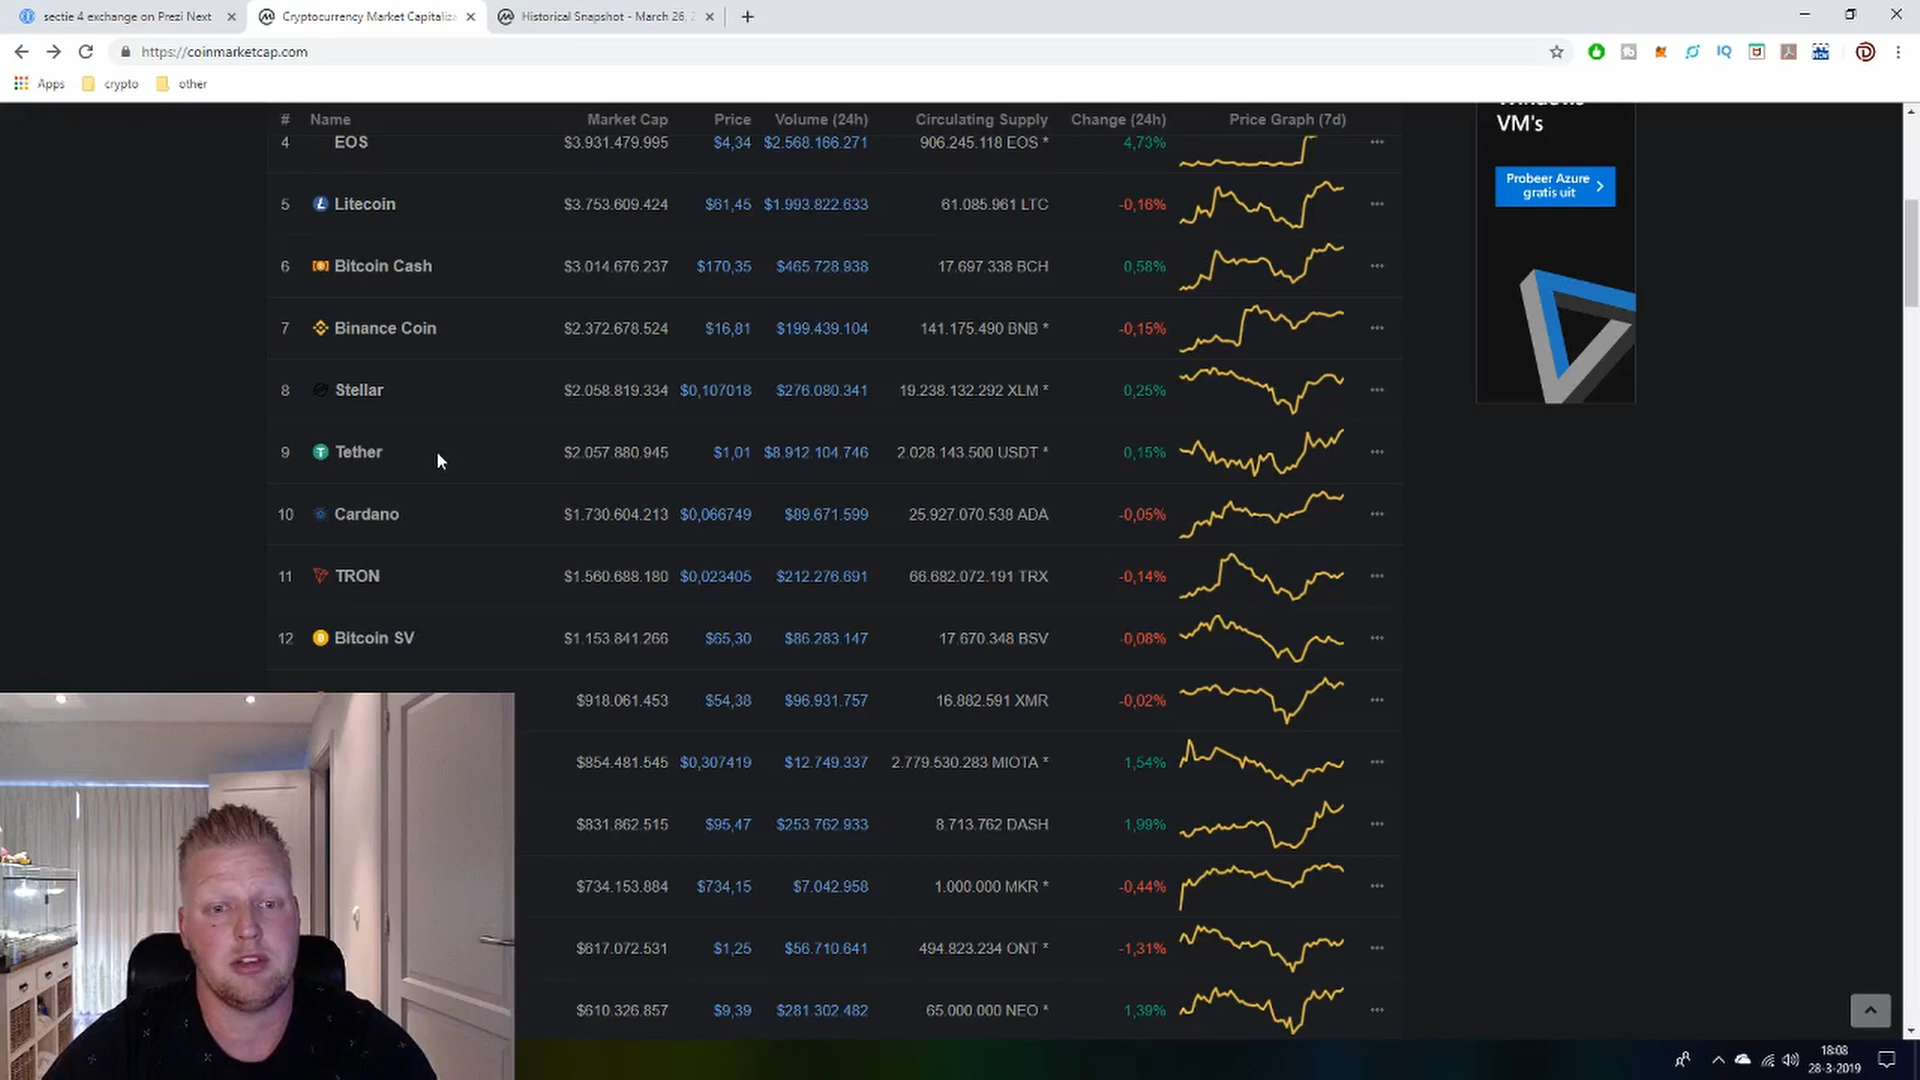 sectie 4 exchange on Prezi Next
Cryptocurrency Market Capitaliza
Historical Snapshot - March 26, 2
https://coinmarketcap.com
Apps crypto other
# Name Market Cap Price Volume (24h) Circulating Supply Change (24h) Price Graph (7d)
4 EOS $3.931.479.995 $4,34 $2.568.166.271 906.245.118 EOS * 4,73%
5 Litecoin $3.753.609.424 $61,45 $1.993.822.633 61.085.961 LTC -0,16%
6 Bitcoin Cash $3.014.676.237 $170,35 $465.728.938 17.697.338 BCH 0,58%
7 Binance Coin $2.372.678.524 $16,81 $199.439.104 141.175.490 BNB * -0,15%
8 Stellar $2.058.819.334 $0,107018 $276.080.341 19.238.132.292 XLM * 0,25%
9 Tether $2.057.880.945 $1,01 $8.912.104.746 2.028.143.500 USDT * 0,15%
10 Cardano $1.730.604.213 $0,066749 $89.671.599 25.927.070.538 ADA -0,05%
11 TRON $1.560.688.180 $0,023405 $212.276.691 66.682.072.191 TRX -0,14%
12 Bitcoin SV $1.153.841.266 $65,30 $86.283.147 17.670.348 BSV -0,08%
$918.061.453 $54,38 $96.931.757 16.882.591 XMR -0,02%
$854.481.545 $0,307419 $12.749.337 2.779.530.283 MIOTA * 1,54%
$831.862.515 $95,47 $253.762.933 8.713.762 DASH 1,99%
$734.153.884 $734,15 $7.042.958 1.000.000 MKR * -0,44%
$617.072.531 $1,25 $56.710.641 494.823.234 ONT * -1,31%
$610.326.857 $9,39 $281.302.482 65.000.000 NEO * 1,39%
VM's
Probeer Azure
gratis uit
18:08
28-3-2019